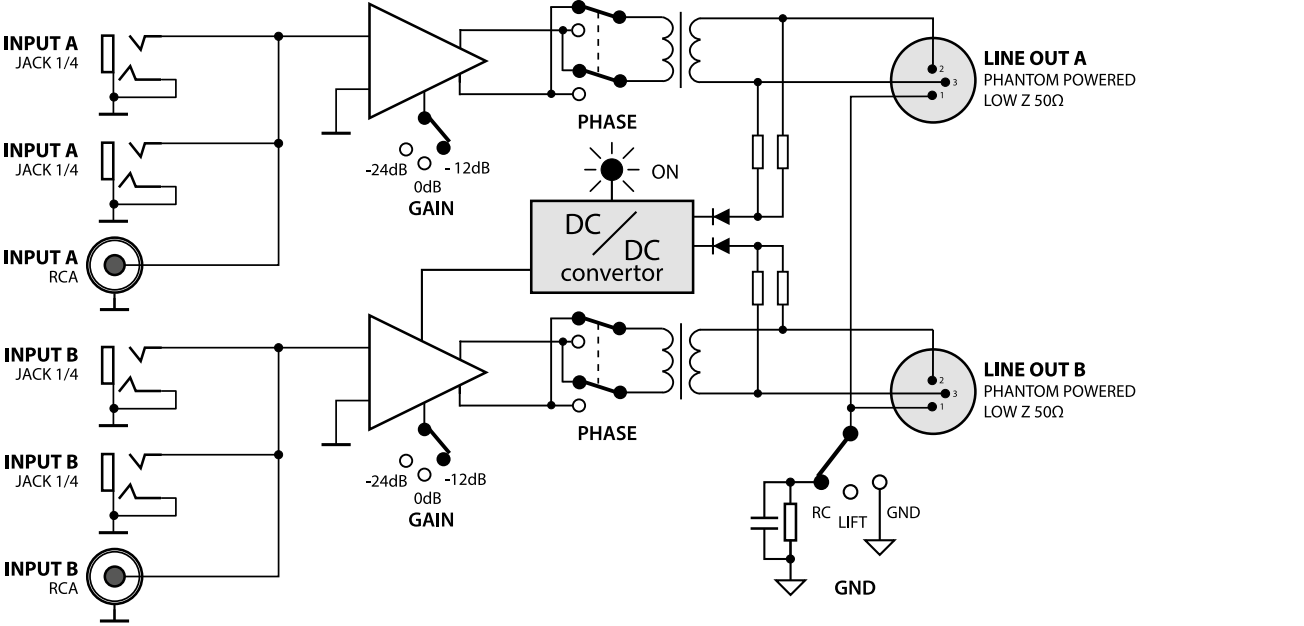 INPUT A
JACK 1/4
INPUT A
JACK 1/4
INPUT A
RCA
-24dB
0dB
- 12dB
GAIN
PHASE
ON
DC
DC
convertor
2
3
1
LINE OUT A
PHANTOM POWERED
LOW Z 50Ω
INPUT B
JACK 1/4
INPUT B
JACK 1/4
INPUT B
RCA
-24dB
0dB
-12dB
GAIN
PHASE
2
3
1
LINE OUT B
PHANTOM POWERED
LOW Z 50Ω
RC
LIFT
GND
GND